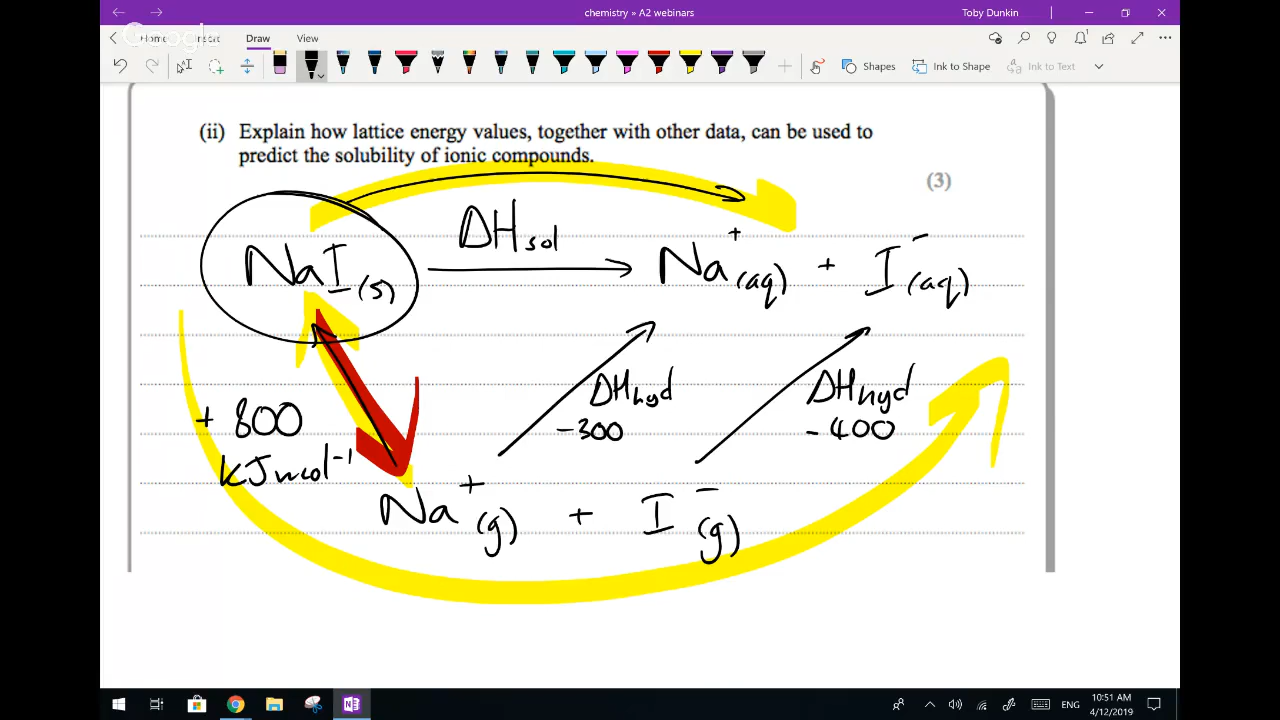 chemistry » A2 webinars
Toby Dunkin
Google
Home
Draw
View
Shapes
Ink to Shape
Ink to Text
(ii) Explain how lattice energy values, together with other data, can be used to
predict the solubility of ionic compounds.
(3)
ΔHsol
NaI(s)
Na+(aq) + I−(aq)
ΔHhyd
ΔHhyd
+ 800
−300
−400
kJmol−1
Na+(g) + I−(g)
ENG
10:51 AM
4/12/2019